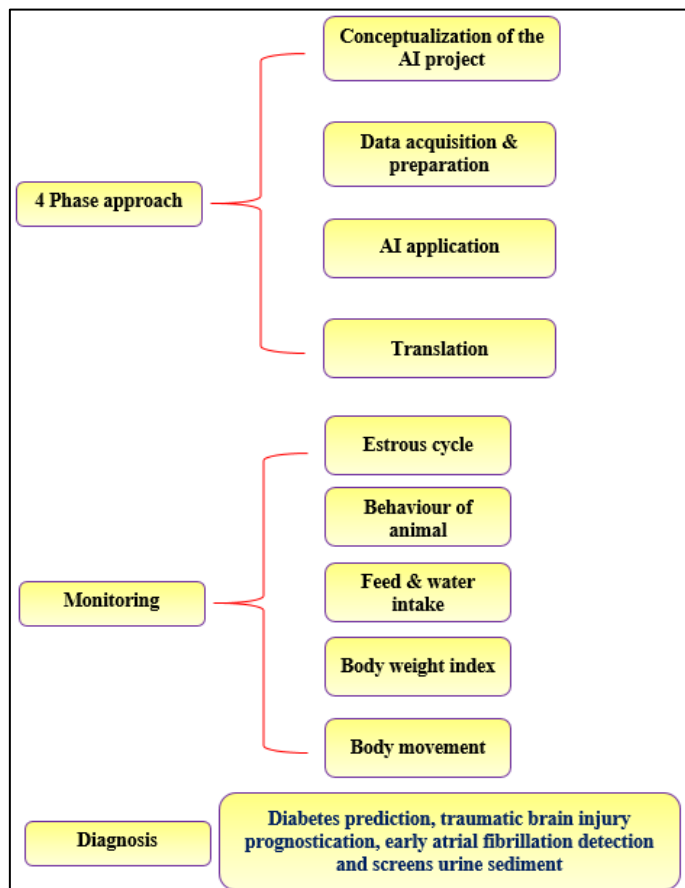 Conceptualization of the
AI project
Data acquisition &
preparation
4 Phase approach
AI application
Translation
Estrous cycle
Behaviour of
animal
Monitoring
Feed & water
intake
Body weight index
Body movement
Diagnosis
Diabetes prediction, traumatic brain injury
prognostication, early atrial fibrillation detection
and screens urine sediment